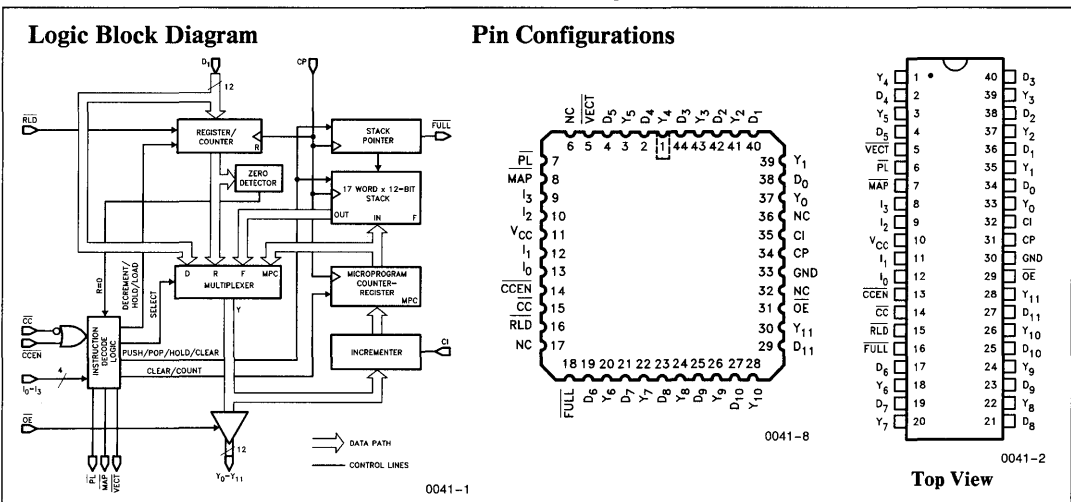 Logic Block Diagram
Pin Configurations
D₁
CP
12
RLD
REGISTER/
COUNTER
R
STACK
POINTER
FULL
ZERO
DETECTOR
17 WORD x 12-BIT
STACK
OUT IN F
D R F MPC
MULTIPLEXER
Y
MICROPROGRAM
COUNTER-
REGISTER
MPC
R=0
DECREMENT/
HOLD/LOAD
SELECT
CC
CCEN
INSTRUCTION
DECODE
LOGIC
PUSH/POP/HOLD/CLEAR
CLEAR/COUNT
INCREMENTER
CI
I₀-I₃
4
OE
12
DATA PATH
CONTROL LINES
PL
MAP
VECT
Y₀-Y₁₁
0041-1
NC VECT D₅ Y₅ D₄ Y₄ D₃ Y₃ D₂ Y₂ D₁
6 5 4 3 2 1 44 43 42 41 40
PL 7 39 Y₁
MAP 8 38 D₀
I₃ 9 37 Y₀
I₂ 10 36 NC
VCC 11 35 CI
I₁ 12 34 CP
I₀ 13 33 GND
CCEN 14 32 NC
CC 15 31 OE
RLD 16 30 Y₁₁
NC 17 29 D₁₁
18 19 20 21 22 23 24 25 26 27 28
FULL D₆ Y₆ D₇ Y₇ D₈ Y₈ D₉ Y₉ D₁₀ Y₁₀
0041-8
Y₄ 1 40 D₃
D₄ 2 39 Y₃
Y₅ 3 38 D₂
D₅ 4 37 Y₂
VECT 5 36 D₁
PL 6 35 Y₁
MAP 7 34 D₀
I₃ 8 33 Y₀
I₂ 9 32 CI
VCC 10 31 CP
I₁ 11 30 GND
I₀ 12 29 OE
CCEN 13 28 Y₁₁
CC 14 27 D₁₁
RLD 15 26 Y₁₀
FULL 16 25 D₁₀
D₆ 17 24 Y₉
Y₆ 18 23 D₉
D₇ 19 22 Y₈
Y₇ 20 21 D₈
0041-2
Top View